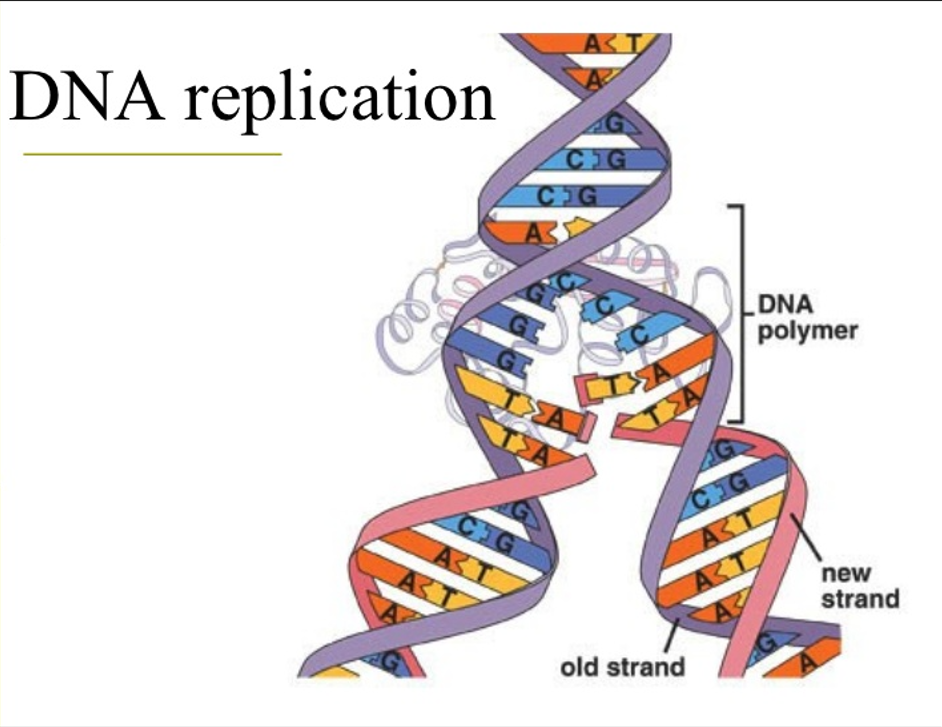 DNA replication
A T
A
G
C G
C G
A
C
G C
G C
G
T A
T A
T A
T A
G
C G
G
C G
A T
A T
A T
A T
A
A
G
G
A
DNA
polymer
new
strand
old strand